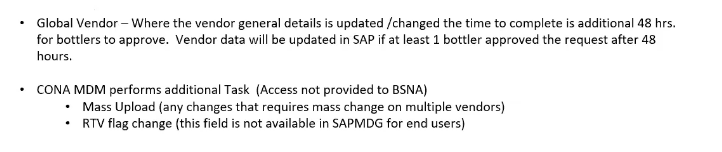 • Global Vendor – Where the vendor general details is updated /changed the time to complete is additional 48 hrs.
for bottlers to approve.  Vendor data will be updated in SAP if at least 1 bottler approved the request after 48
hours.
• CONA MDM performs additional Task  (Access not provided to BSNA)
• Mass Upload (any changes that requires mass change on multiple vendors)
• RTV flag change (this field is not available in SAPMDG for end users)